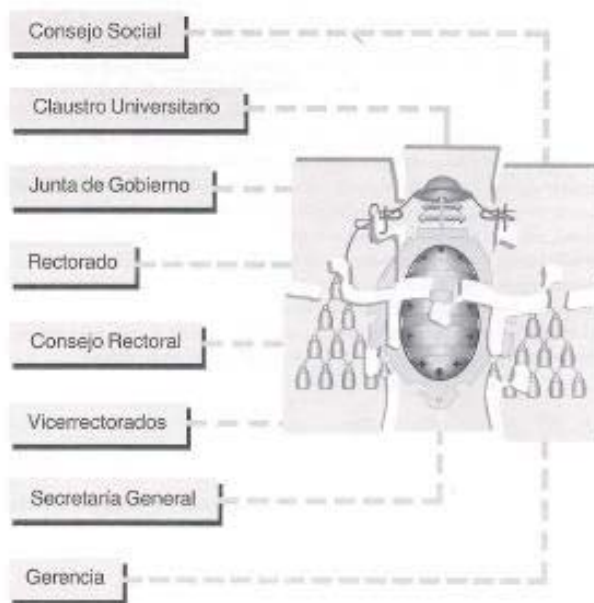 Consejo Social
Claustro Universitario
Junta de Gobierno
Rectorado
Consejo Rectoral
Vicerrectorados
Secretaría General
Gerencia